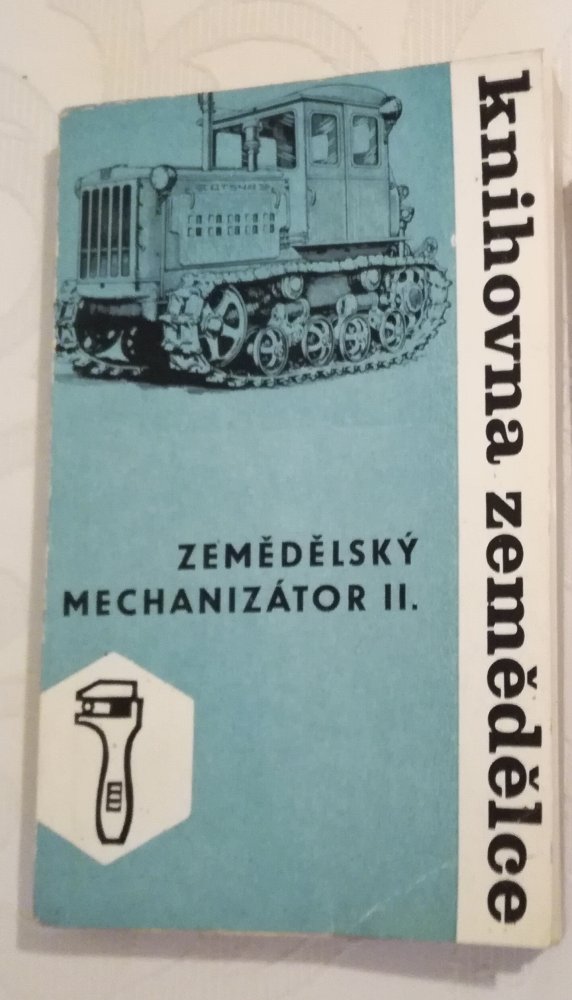 ZEMĚDĚLSKÝ
MECHANIZÁTOR II.
knihovna zemědělce